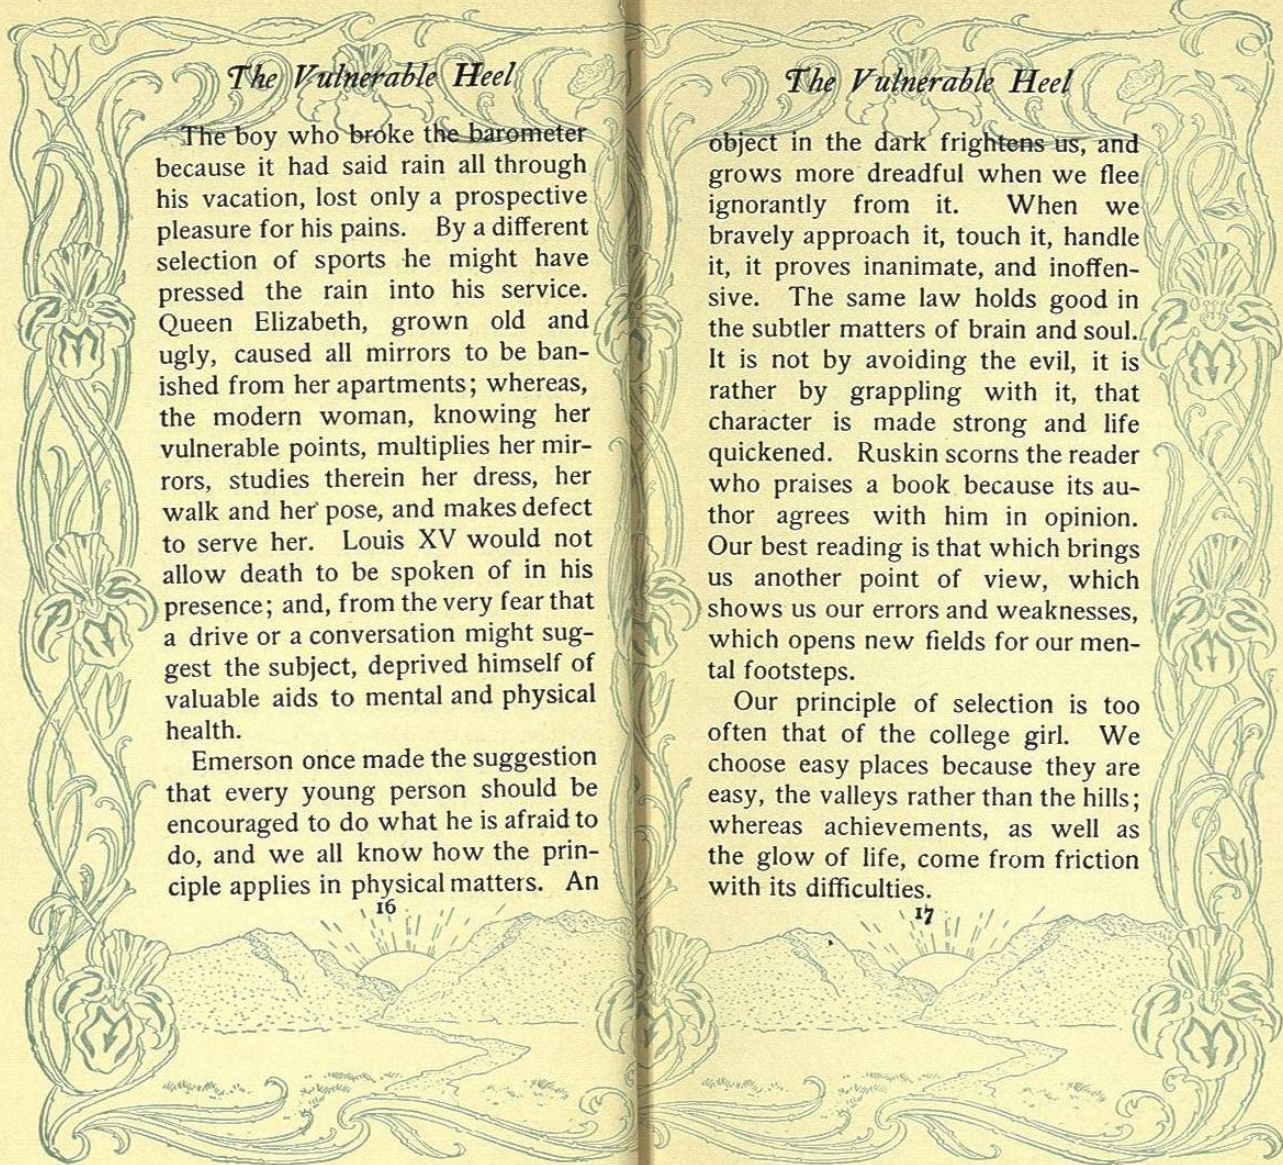 The Vulnerable Heel
The boy who broke the barometer
because it had said rain all through
his vacation, lost only a prospective
pleasure for his pains. By a different
selection of sports he might have
pressed the rain into his service.
Queen Elizabeth, grown old and
ugly, caused all mirrors to be ban-
ished from her apartments; whereas,
the modern woman, knowing her
vulnerable points, multiplies her mir-
rors, studies therein her dress, her
walk and her pose, and makes defect
to serve her. Louis XV would not
allow death to be spoken of in his
presence; and, from the very fear that
a drive or a conversation might sug-
gest the subject, deprived himself of
valuable aids to mental and physical
health.
Emerson once made the suggestion
that every young person should be
encouraged to do what he is afraid to
do, and we all know how the prin-
ciple applies in physical matters. An
16
The Vulnerable Heel
object in the dark frightens us, and
grows more dreadful when we flee
ignorantly from it. When we
bravely approach it, touch it, handle
it, it proves inanimate, and inoffen-
sive. The same law holds good in
the subtler matters of brain and soul.
It is not by avoiding the evil, it is
rather by grappling with it, that
character is made strong and life
quickened. Ruskin scorns the reader
who praises a book because its au-
thor agrees with him in opinion.
Our best reading is that which brings
us another point of view, which
shows us our errors and weaknesses,
which opens new fields for our men-
tal footsteps.
Our principle of selection is too
often that of the college girl. We
choose easy places because they are
easy, the valleys rather than the hills;
whereas achievements, as well as
the glow of life, come from friction
with its difficulties.
17